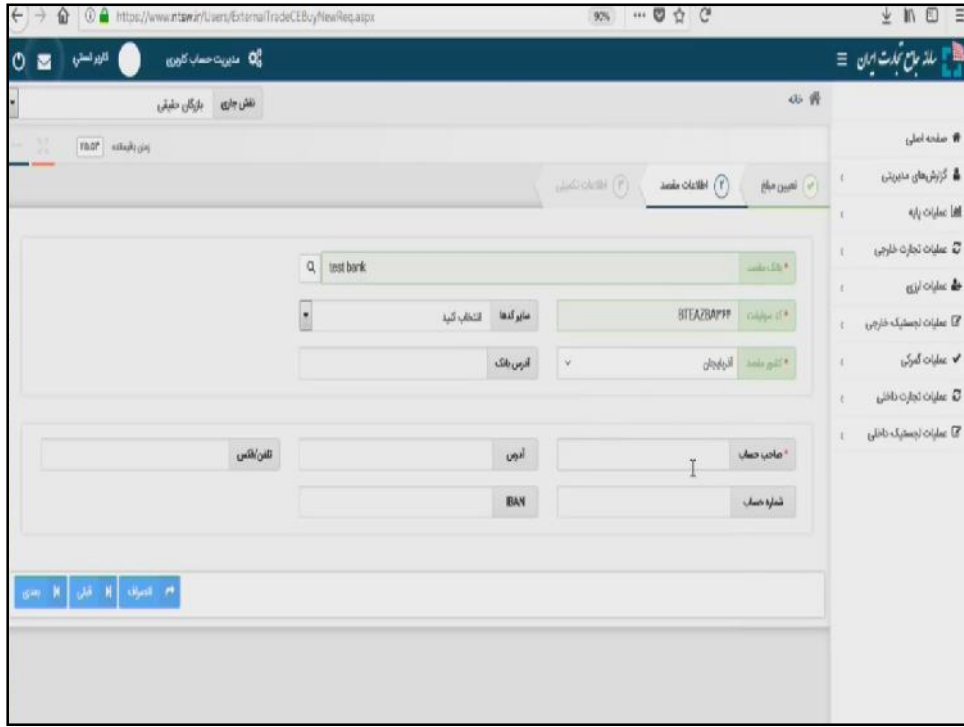 https://www.ntsw.ir/Users/ExternalTradeCEBuyNewReq.aspx
90%
سامانه جامع تجارت ایران
مدیریت حساب کاربری
کاربر تستی
خانه
نقش جاری
بازرگان حقیقی
زمان باقیمانده
صفحه اصلی
گزارش‌های مدیریتی
عملیات پایه
عملیات تجارت خارجی
عملیات ارزی
عملیات لجستیک خارجی
عملیات گمرکی
عملیات تجارت داخلی
عملیات لجستیک داخلی
تعیین مبلغ
۲ اطلاعات مقصد
۳ اطلاعات تکمیلی
* بانک مقصد
test bank
* کد سوئیفت
BTEAZBA۳۶۴
سایر کدها
انتخاب کنید
* کشور مقصد
آذربایجان
آدرس بانک
* صاحب حساب
آدرس
تلفن/فکس
شماره حساب
IBAN
انصراف
قبلی
بعدی